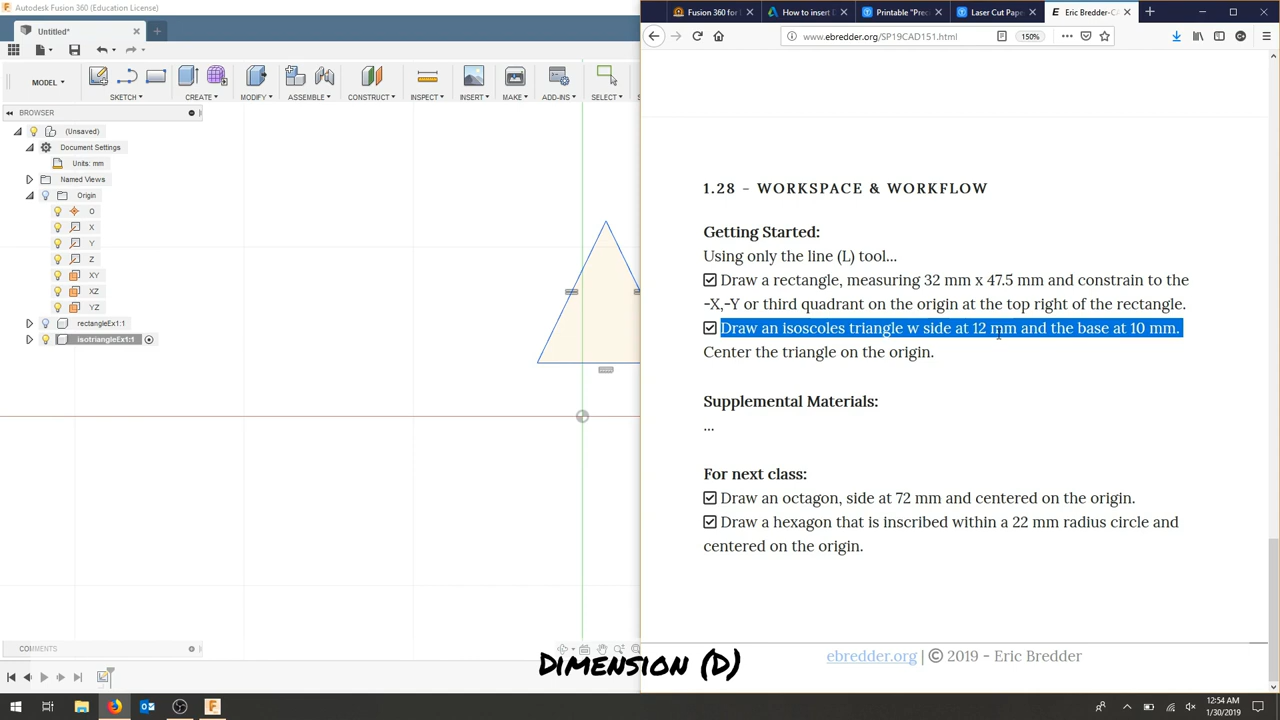 Autodesk Fusion 360 (Education License)
Untitled*
MODEL
SKETCH
CREATE
MODIFY
ASSEMBLE
CONSTRUCT
INSPECT
INSERT
MAKE
ADD-INS
SELECT
BROWSER
(Unsaved)
Document Settings
Units: mm
Named Views
Origin
O
X
Y
Z
XY
XZ
YZ
rectangleEx1:1
isotriangleEx1:1
COMMENTS
Fusion 360 for
How to insert D
Printable "Prec
Laser Cut Pape
Eric Bredder-C
www.ebredder.org/SP19CAD151.html
150%
1.28 - WORKSPACE & WORKFLOW
Getting Started:
Using only the line (L) tool...
Draw a rectangle, measuring 32 mm x 47.5 mm and constrain to the
-X,-Y or third quadrant on the origin at the top right of the rectangle.
Draw an isoscoles triangle w side at 12 mm and the base at 10 mm.
Center the triangle on the origin.
Supplemental Materials:
...
For next class:
Draw an octagon, side at 72 mm and centered on the origin.
Draw a hexagon that is inscribed within a 22 mm radius circle and
centered on the origin.
ebredder.org | © 2019 - Eric Bredder
DIMENSION (D)
12:54 AM
1/30/2019